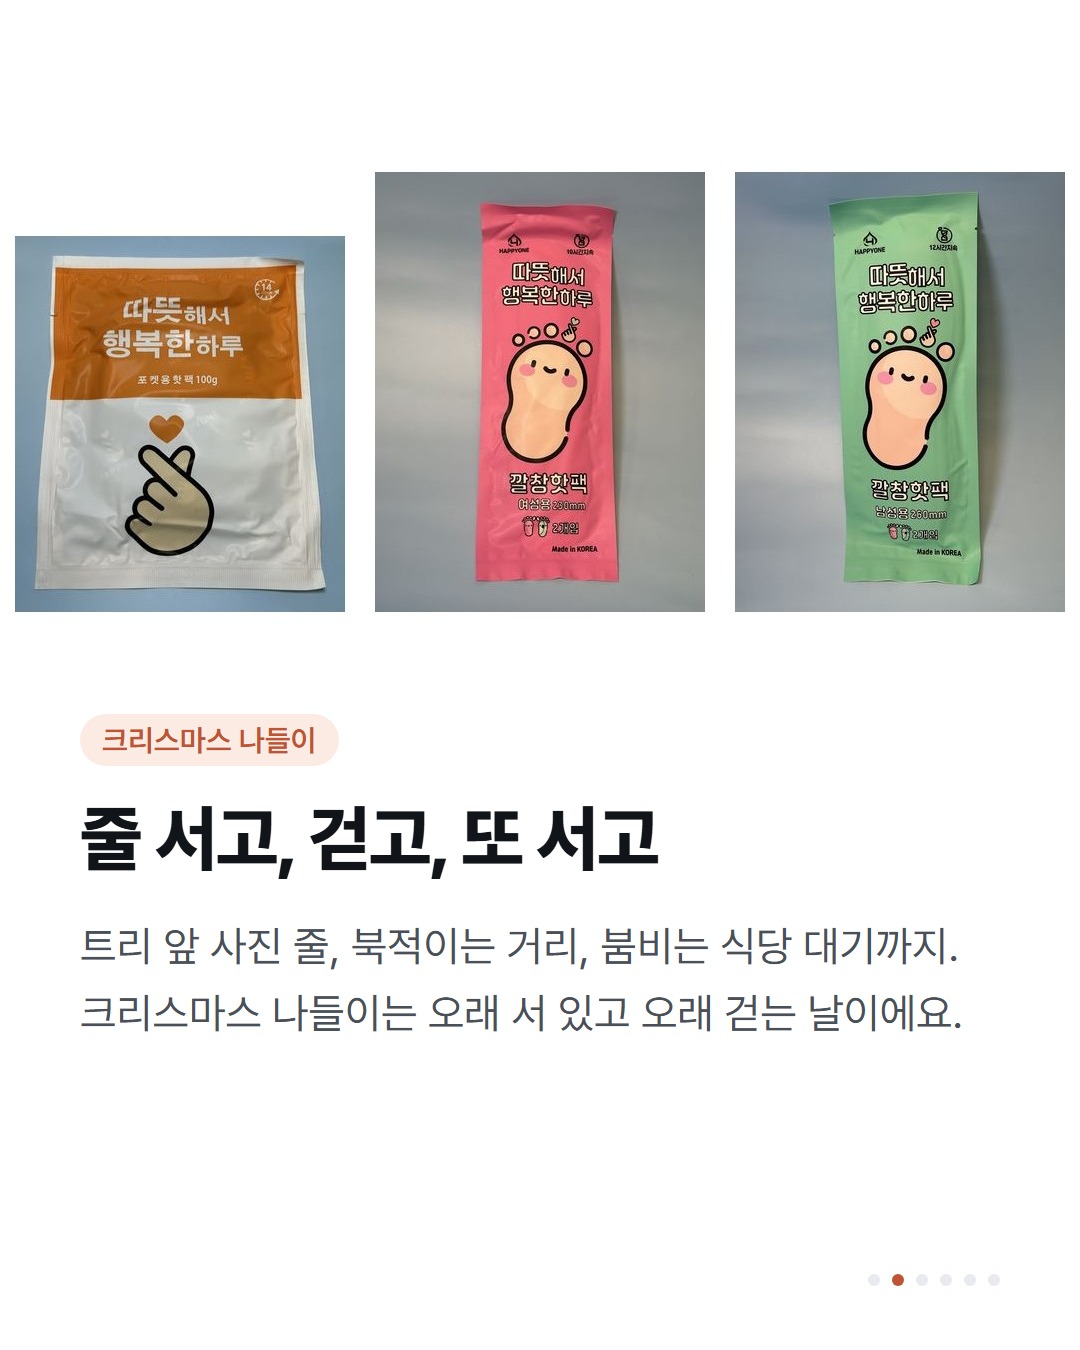 14
따뜻해서
행복한하루
포켓용핫팩 100g
HAPPYONE
10시간지속
따뜻해서
행복한하루
깔창핫팩
여성용 230mm
2개입
Made in KOREA
HAPPYONE
12시간지속
따뜻해서
행복한하루
깔창핫팩
남성용 260mm
2개입
Made in KOREA
크리스마스 나들이
줄 서고, 걷고, 또 서고
트리 앞 사진 줄, 북적이는 거리, 붐비는 식당 대기까지.
크리스마스 나들이는 오래 서 있고 오래 걷는 날이에요.